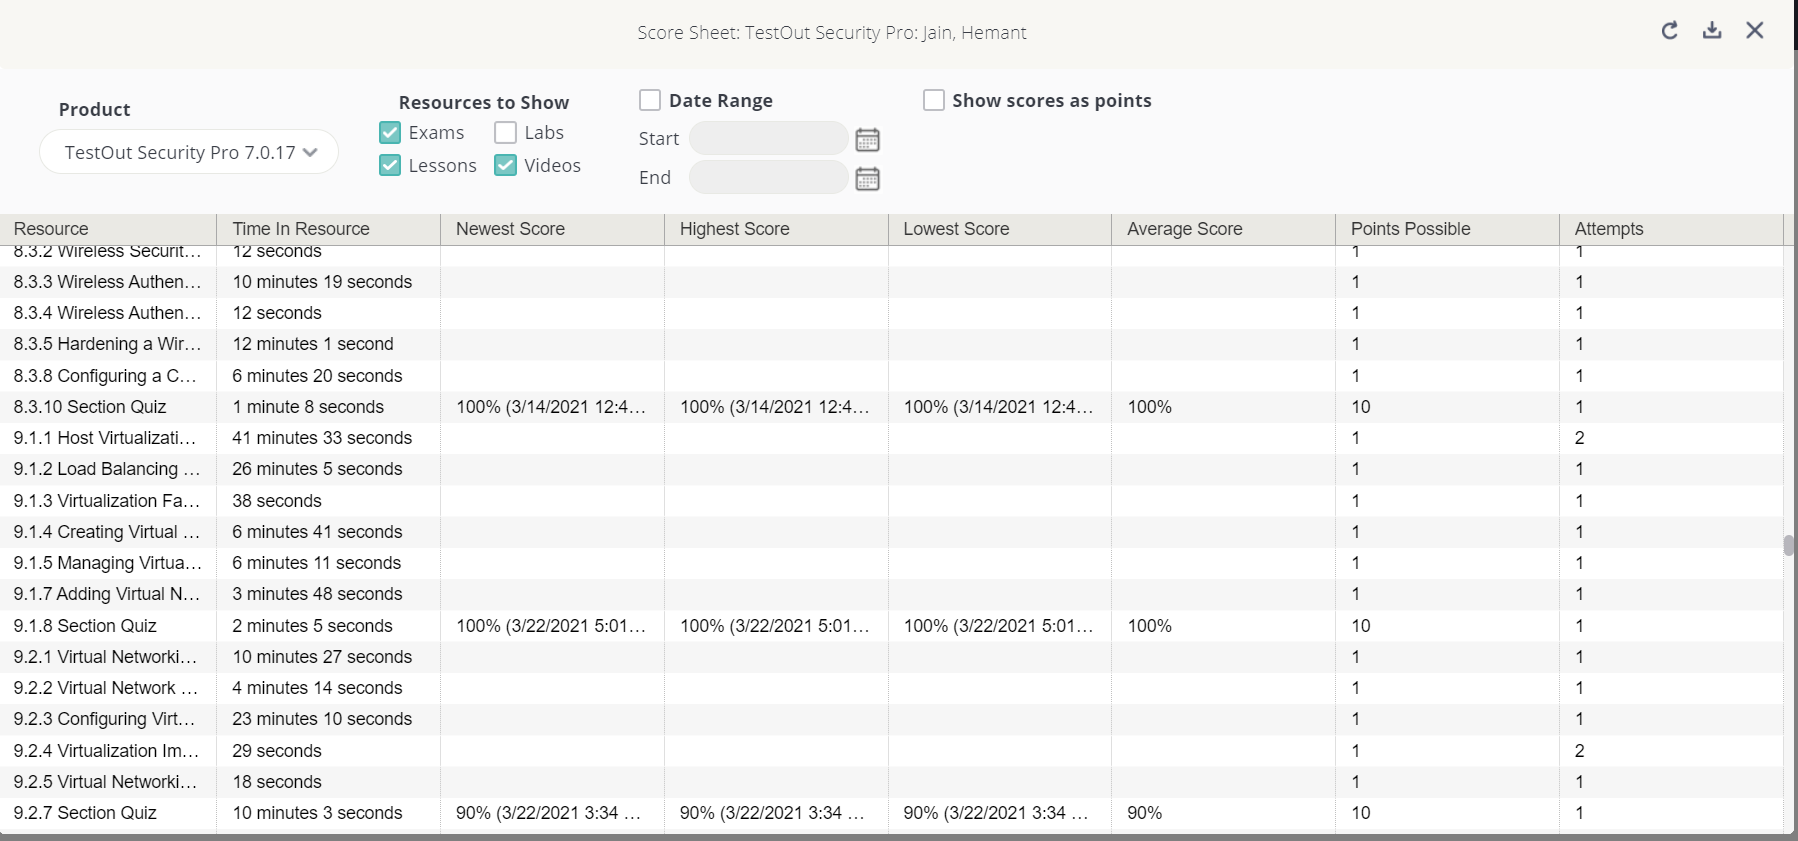 Score Sheet: TestOut Security Pro: Jain, Hemant
Product
TestOut Security Pro 7.0.17
Resources to Show
Exams Labs
Lessons Videos
Date Range
Start
End
Show scores as points
Resource Time In Resource Newest Score Highest Score Lowest Score Average Score Points Possible Attempts
8.3.2 Wireless Securit... 12 seconds 1 1
8.3.3 Wireless Authen... 10 minutes 19 seconds 1 1
8.3.4 Wireless Authen... 12 seconds 1 1
8.3.5 Hardening a Wir... 12 minutes 1 second 1 1
8.3.8 Configuring a C... 6 minutes 20 seconds 1 1
8.3.10 Section Quiz 1 minute 8 seconds 100% (3/14/2021 12:4... 100% (3/14/2021 12:4... 100% (3/14/2021 12:4... 100% 10 1
9.1.1 Host Virtualizati... 41 minutes 33 seconds 1 2
9.1.2 Load Balancing ... 26 minutes 5 seconds 1 1
9.1.3 Virtualization Fa... 38 seconds 1 1
9.1.4 Creating Virtual ... 6 minutes 41 seconds 1 1
9.1.5 Managing Virtua... 6 minutes 11 seconds 1 1
9.1.7 Adding Virtual N... 3 minutes 48 seconds 1 1
9.1.8 Section Quiz 2 minutes 5 seconds 100% (3/22/2021 5:01... 100% (3/22/2021 5:01... 100% (3/22/2021 5:01... 100% 10 1
9.2.1 Virtual Networki... 10 minutes 27 seconds 1 1
9.2.2 Virtual Network ... 4 minutes 14 seconds 1 1
9.2.3 Configuring Virt... 23 minutes 10 seconds 1 1
9.2.4 Virtualization Im... 29 seconds 1 2
9.2.5 Virtual Networki... 18 seconds 1 1
9.2.7 Section Quiz 10 minutes 3 seconds 90% (3/22/2021 3:34 ... 90% (3/22/2021 3:34 ... 90% (3/22/2021 3:34 ... 90% 10 1